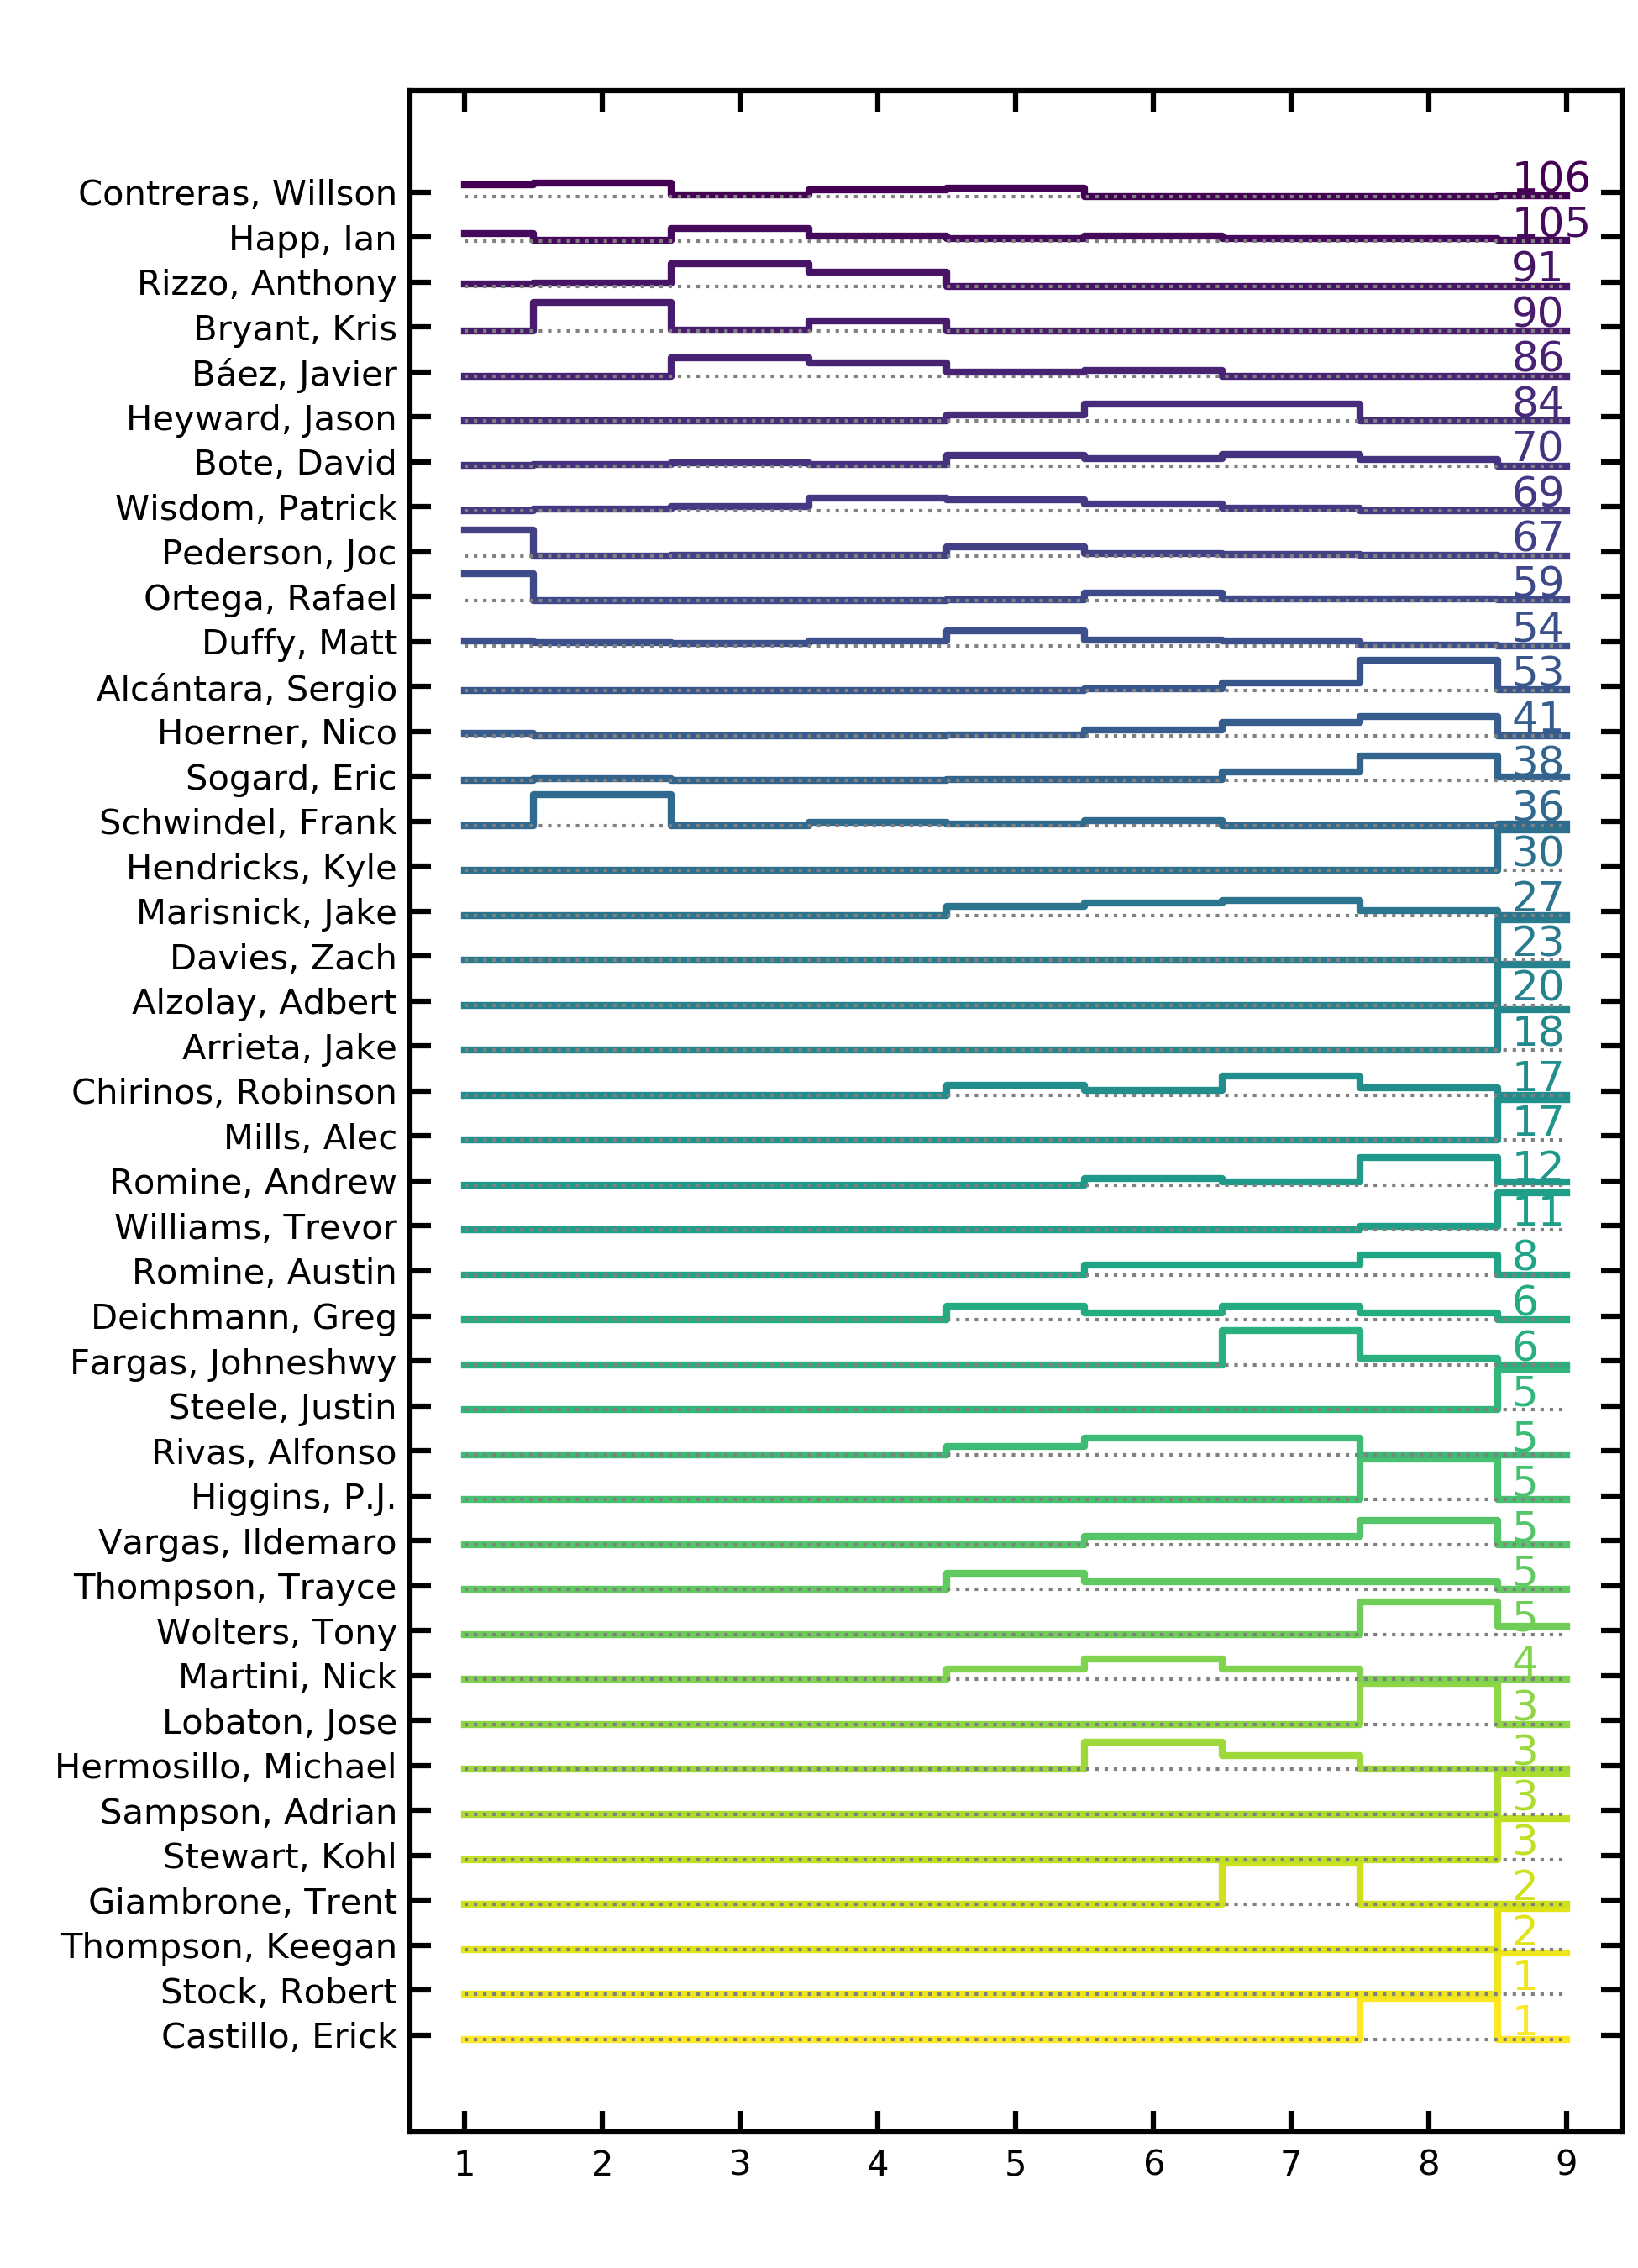 Contreras, Willson 106
Happ, Ian 105
Rizzo, Anthony 91
Bryant, Kris 90
Báez, Javier 86
Heyward, Jason 84
Bote, David 70
Wisdom, Patrick 69
Pederson, Joc 67
Ortega, Rafael 59
Duffy, Matt 54
Alcántara, Sergio 53
Hoerner, Nico 41
Sogard, Eric 38
Schwindel, Frank 36
Hendricks, Kyle 30
Marisnick, Jake 27
Davies, Zach 23
Alzolay, Adbert 20
Arrieta, Jake 18
Chirinos, Robinson 17
Mills, Alec 17
Romine, Andrew 12
Williams, Trevor 11
Romine, Austin 8
Deichmann, Greg 6
Fargas, Johneshwy 6
Steele, Justin 5
Rivas, Alfonso 5
Higgins, P.J. 5
Vargas, Ildemaro 5
Thompson, Trayce 5
Wolters, Tony 5
Martini, Nick 4
Lobaton, Jose 3
Hermosillo, Michael 3
Sampson, Adrian 3
Stewart, Kohl 3
Giambrone, Trent 2
Thompson, Keegan 2
Stock, Robert 1
Castillo, Erick 1
1 2 3 4 5 6 7 8 9